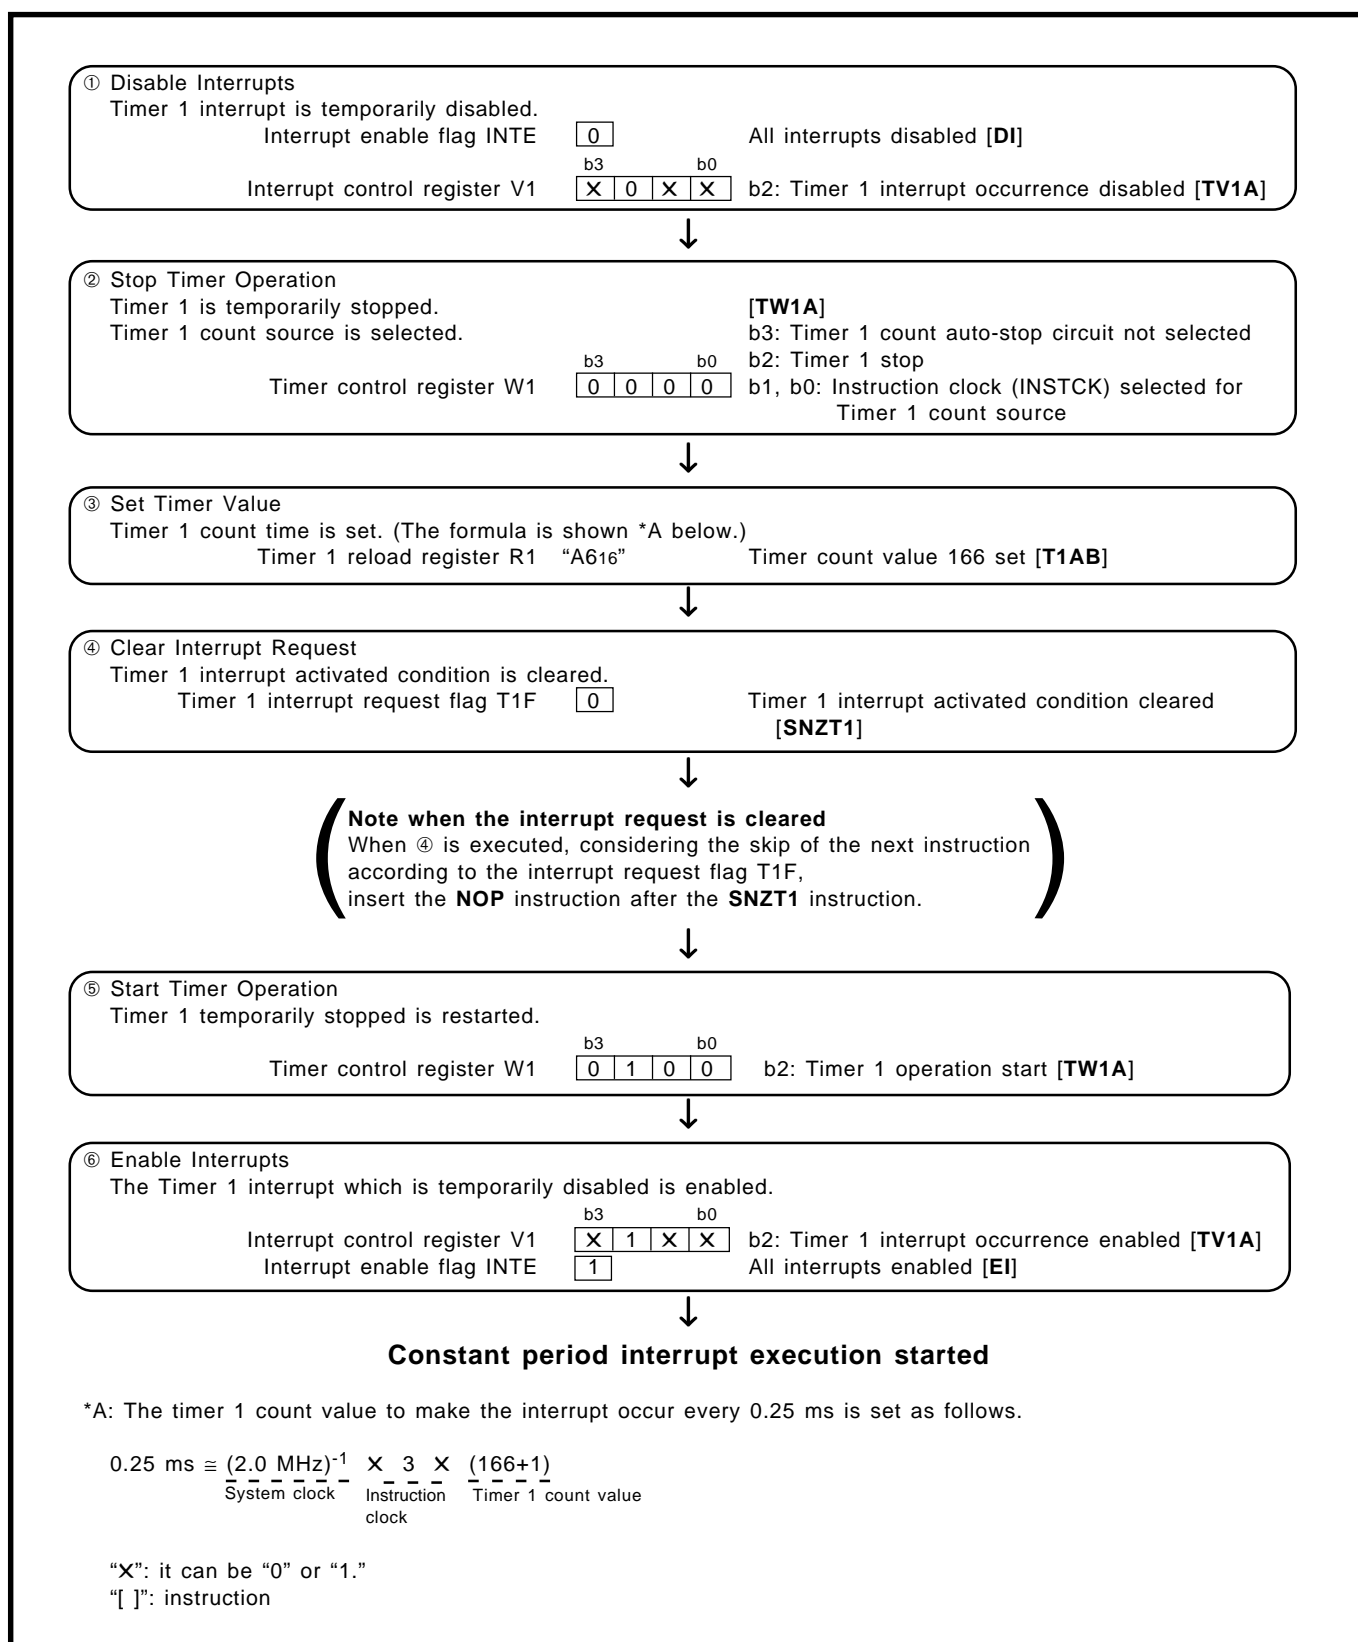 ① Disable Interrupts
Timer 1 interrupt is temporarily disabled.
Interrupt enable flag INTE 0 All interrupts disabled [DI]
b3 b0
Interrupt control register V1 X 0 X X b2: Timer 1 interrupt occurrence disabled [TV1A]
↓
② Stop Timer Operation
Timer 1 is temporarily stopped. [TW1A]
Timer 1 count source is selected. b3: Timer 1 count auto-stop circuit not selected
b3 b0 b2: Timer 1 stop
Timer control register W1 0 0 0 0 b1, b0: Instruction clock (INSTCK) selected for
Timer 1 count source
↓
③ Set Timer Value
Timer 1 count time is set. (The formula is shown *A below.)
Timer 1 reload register R1 “A616” Timer count value 166 set [T1AB]
↓
④ Clear Interrupt Request
Timer 1 interrupt activated condition is cleared.
Timer 1 interrupt request flag T1F 0 Timer 1 interrupt activated condition cleared
[SNZT1]
↓
Note when the interrupt request is cleared
When ④ is executed, considering the skip of the next instruction
according to the interrupt request flag T1F,
insert the NOP instruction after the SNZT1 instruction.
↓
⑤ Start Timer Operation
Timer 1 temporarily stopped is restarted.
b3 b0
Timer control register W1 0 1 0 0 b2: Timer 1 operation start [TW1A]
↓
⑥ Enable Interrupts
The Timer 1 interrupt which is temporarily disabled is enabled.
b3 b0
Interrupt control register V1 X 1 X X b2: Timer 1 interrupt occurrence enabled [TV1A]
Interrupt enable flag INTE 1 All interrupts enabled [EI]
↓
Constant period interrupt execution started
*A: The timer 1 count value to make the interrupt occur every 0.25 ms is set as follows.
0.25 ms ≅ (2.0 MHz)-1 X 3 X (166+1)
System clock Instruction Timer 1 count value
clock
“X”: it can be “0” or “1.”
“[ ]”: instruction